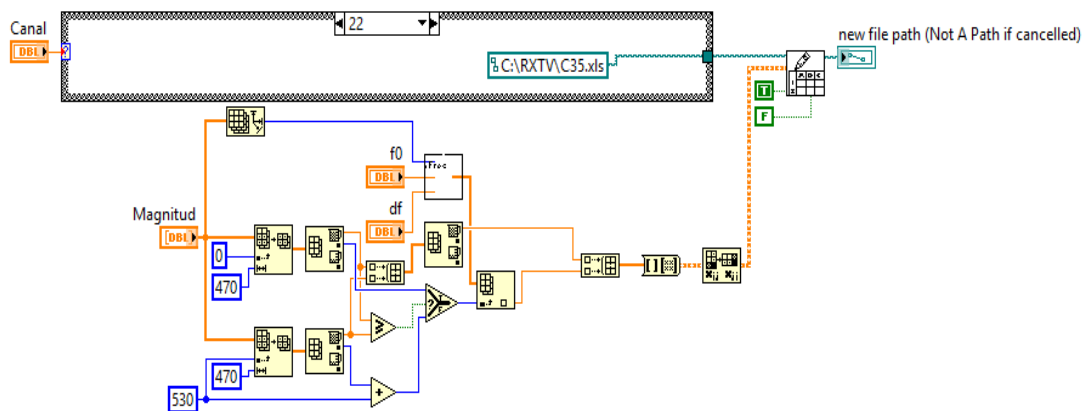 22
Canal
DBL
?
C:\RXTV\C35.xls
new file path (Not A Path if cancelled)
T
F
f0
DBL
Magnitud
[DBL]
df
DBL
0
470
470
530
+